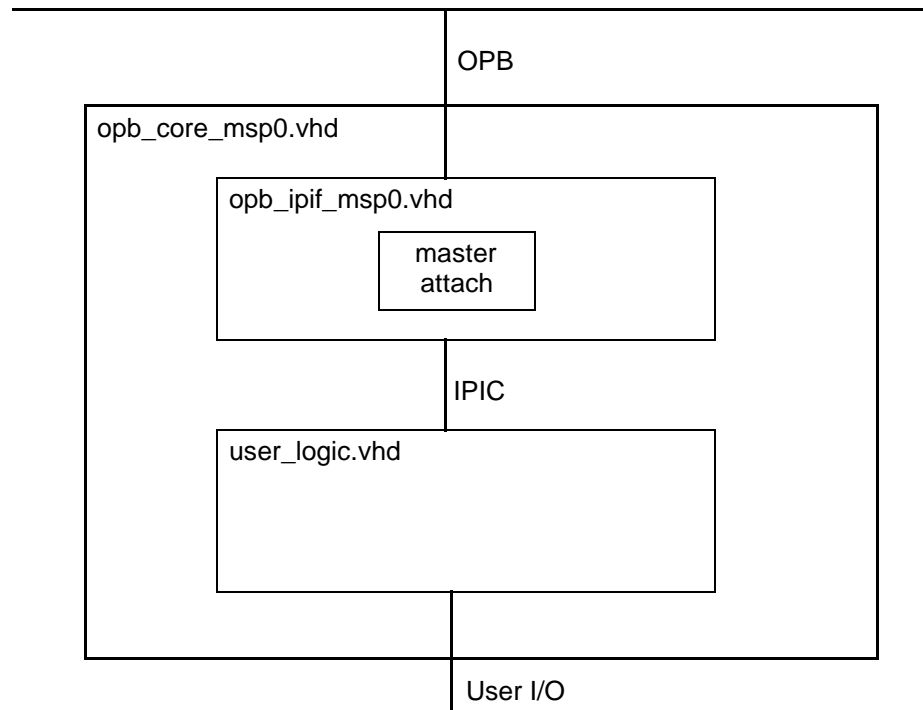 OPB
opb_core_msp0.vhd
opb_ipif_msp0.vhd
master
attach
IPIC
user_logic.vhd
User I/O